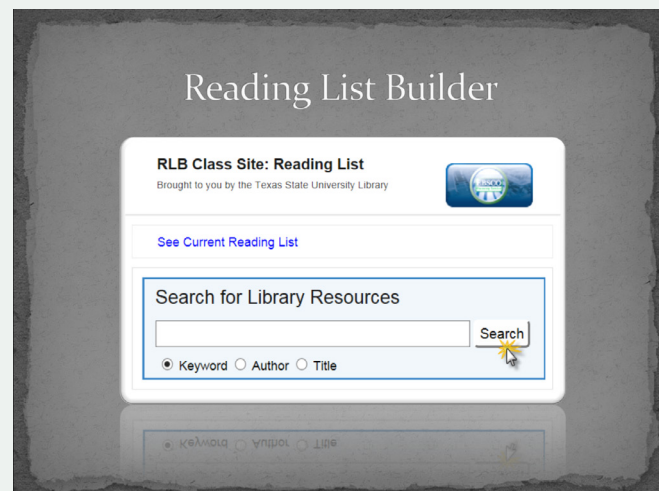 Reading List Builder
RLB Class Site: Reading List
Brought to you by the Texas State University Library
See Current Reading List
Search for Library Resources
Search
Keyword Author Title